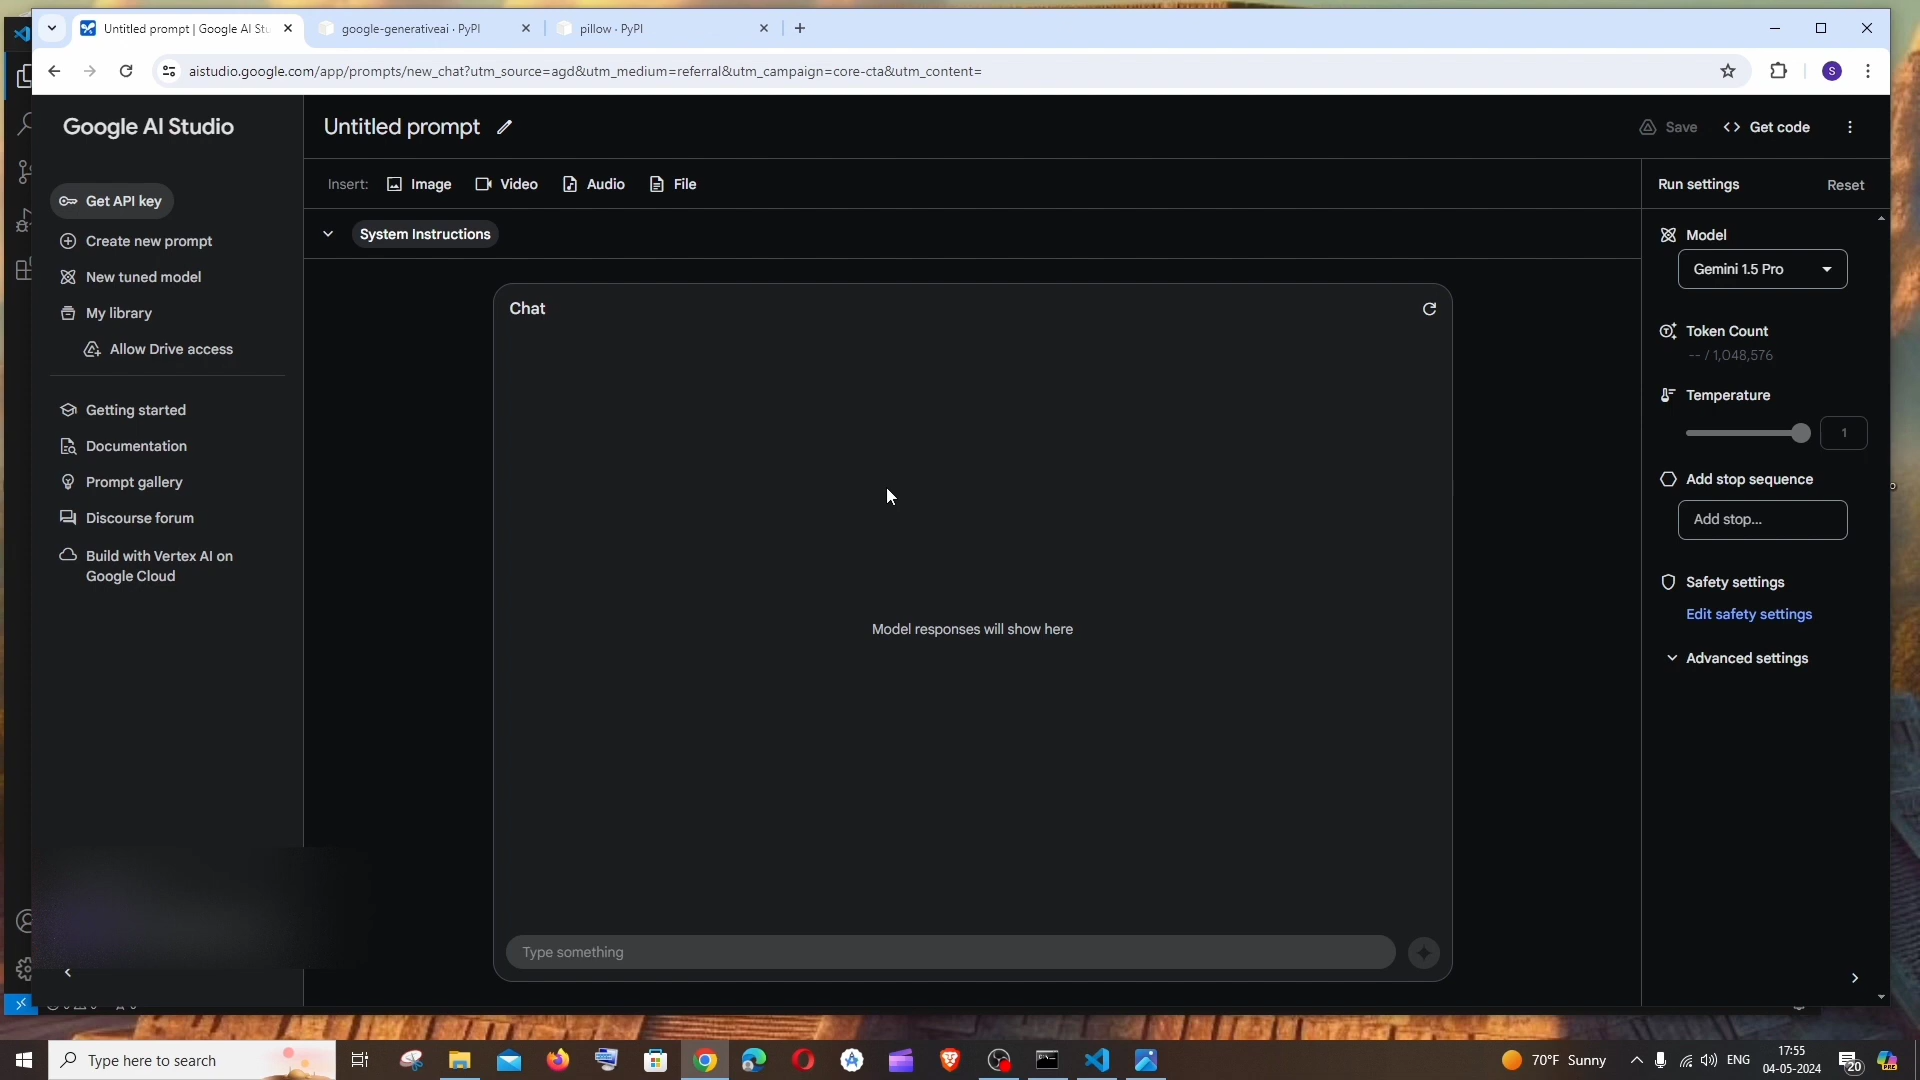 Untitled prompt | Google AI Stu
google-generativeai · PyPI
pillow · PyPI
aistudio.google.com/app/prompts/new_chat?utm_source=agd&utm_medium=referral&utm_campaign=core-cta&utm_content=
S
Google AI Studio
Untitled prompt
Save
Get code
Insert:
Image
Video
Audio
File
Run settings
Reset
Get API key
Create new prompt
New tuned model
My library
Allow Drive access
Getting started
Documentation
Prompt gallery
Discourse forum
Build with Vertex AI on
Google Cloud
System Instructions
Chat
Model responses will show here
Type something
Model
Gemini 1.5 Pro
Token Count
-- / 1,048,576
Temperature
1
Add stop sequence
Add stop...
Safety settings
Edit safety settings
Advanced settings
Type here to search
70°F Sunny
ENG
17:55
04-05-2024
20
PRE